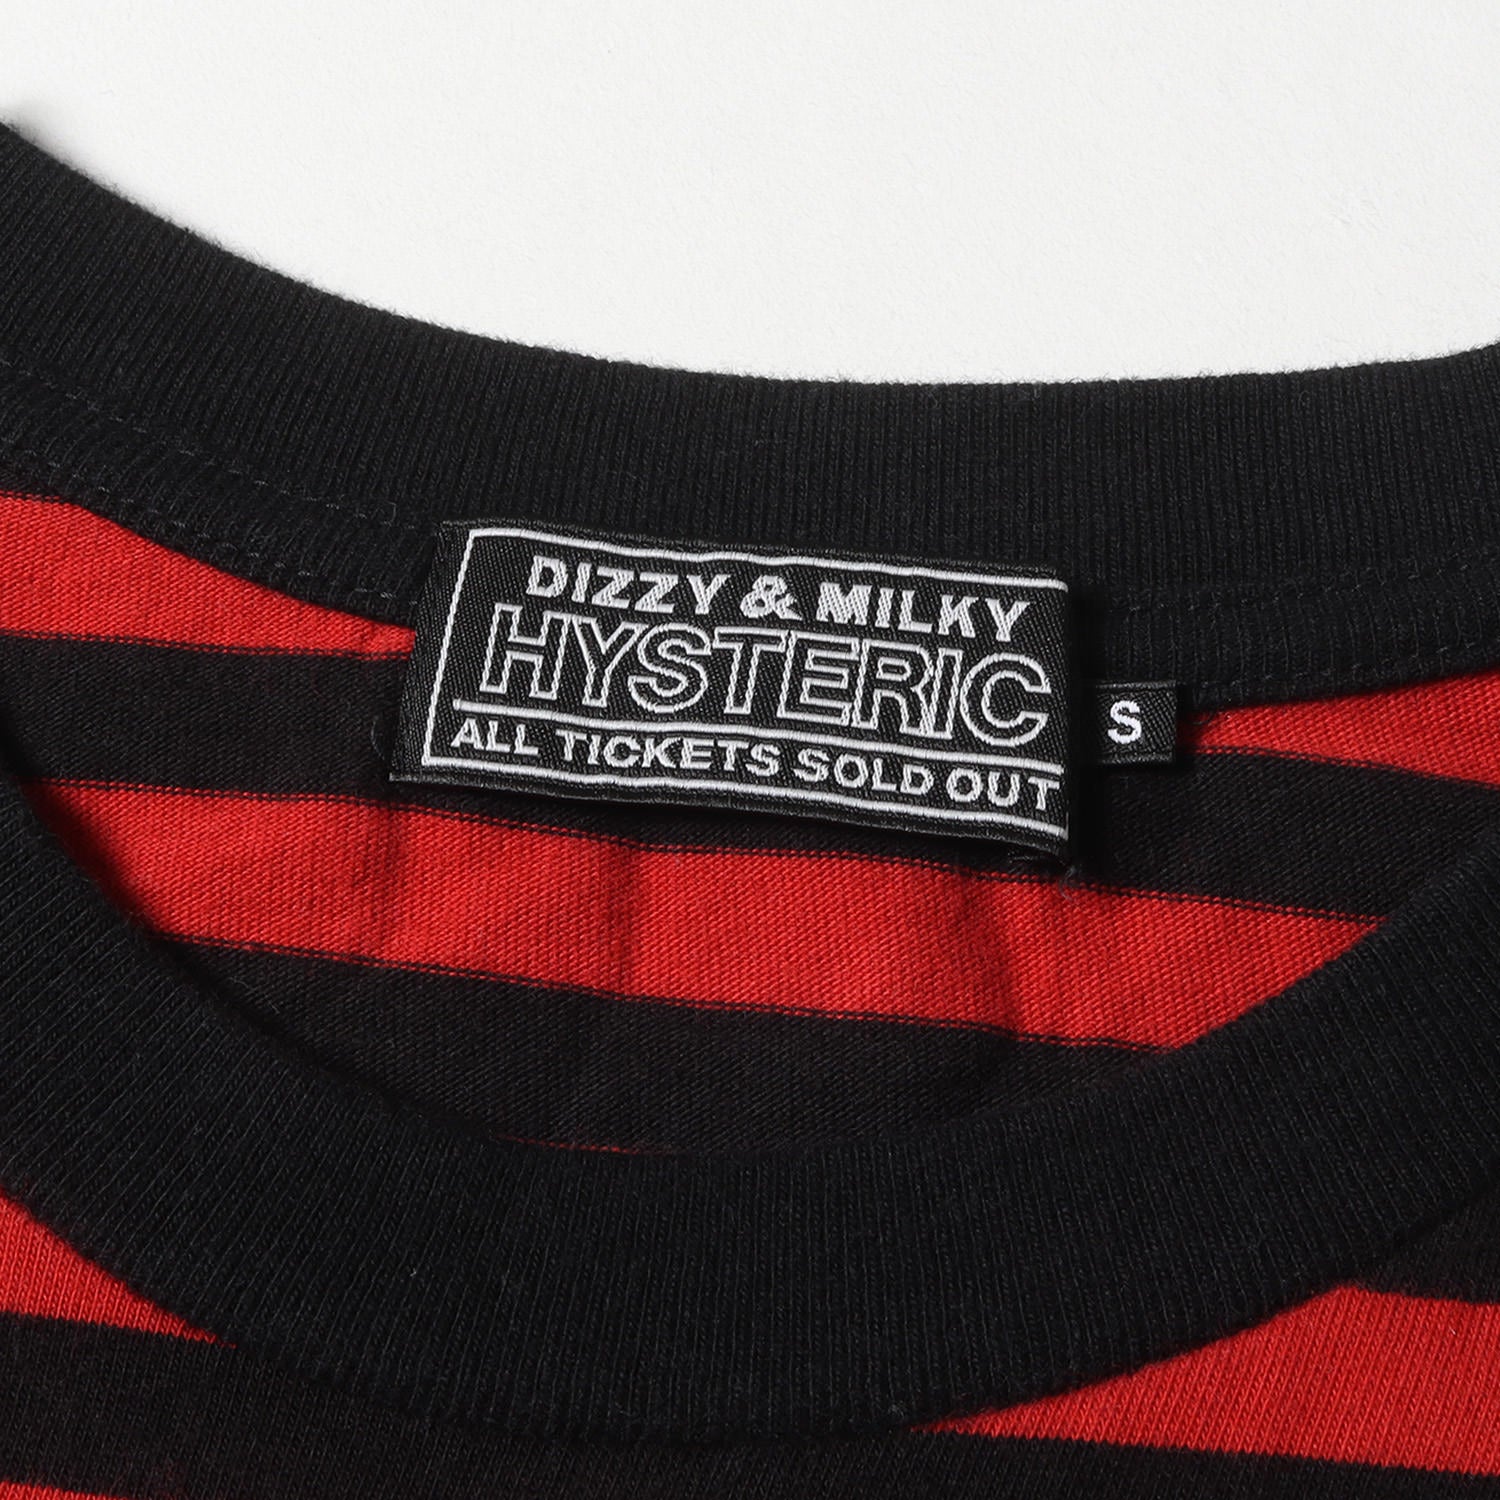 DIZZY & MILKY
HYSTERIC
ALL TICKETS SOLD OUT
S